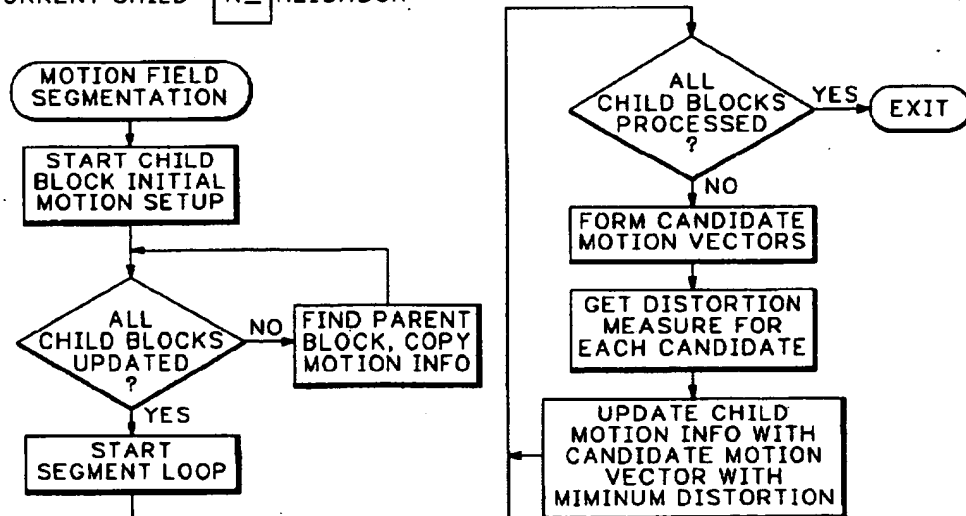 MOTION FIELD
SEGMENTATION
START CHILD
BLOCK INITIAL
MOTION SETUP
ALL
CHILD BLOCKS
UPDATED
?
NO
FIND PARENT
BLOCK, COPY
MOTION INFO
YES
START
SEGMENT LOOP
ALL
CHILD BLOCKS
PROCESSED
?
YES
EXIT
NO
FORM CANDIDATE
MOTION VECTORS
GET DISTORTION
MEASURE FOR
EACH CANDIDATE
UPDATE CHILD
MOTION INFO WITH
CANDIDATE MOTION
VECTOR WITH
MIMINUM DISTORTION